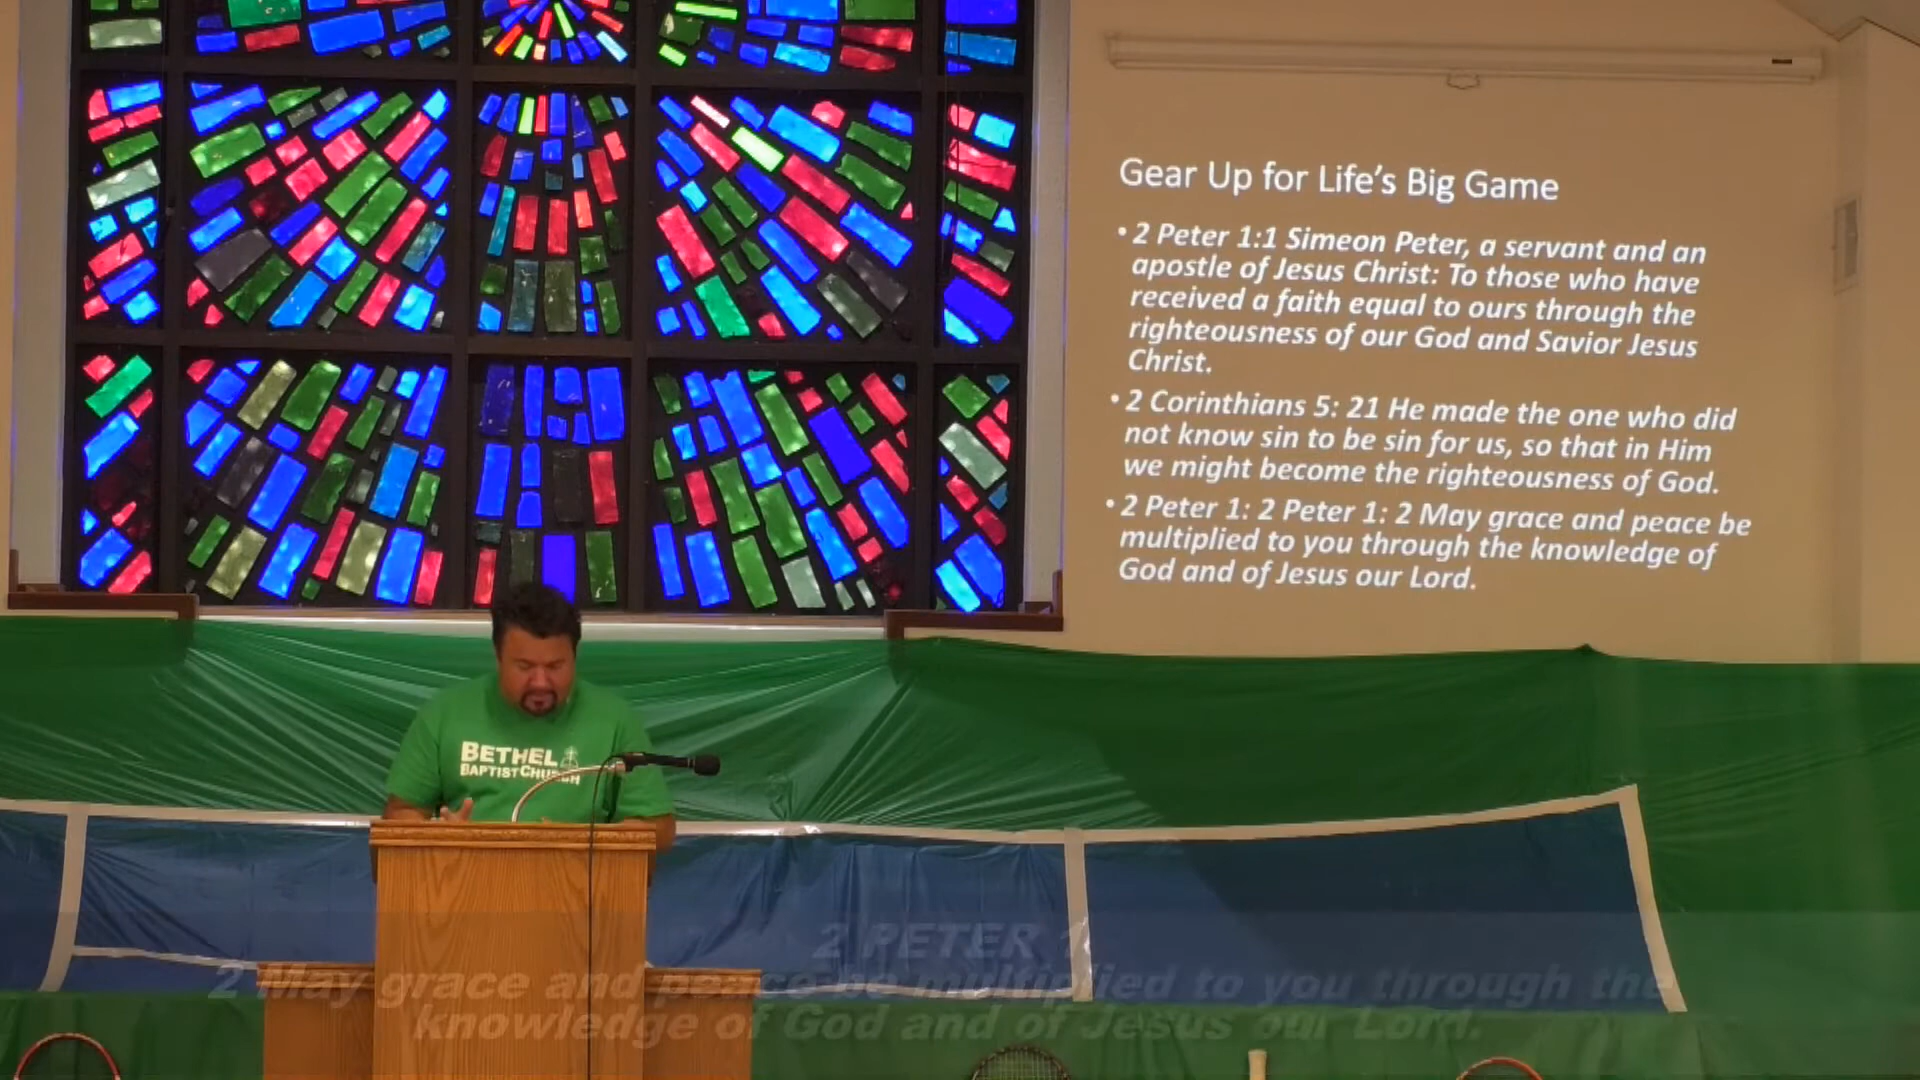 Gear Up for Life's Big Game
• 2 Peter 1:1 Simeon Peter, a servant and an
apostle of Jesus Christ: To those who have
received a faith equal to ours through the
righteousness of our God and Savior Jesus
Christ.
• 2 Corinthians 5: 21 He made the one who did
not know sin to be sin for us, so that in Him
we might become the righteousness of God.
• 2 Peter 1: 2 Peter 1: 2 May grace and peace be
multiplied to you through the knowledge of
God and of Jesus our Lord.
BETHEL
BAPTIST CHURCH
2 PETER 1
2 May grace and peace be multiplied to you through the
knowledge of God and of Jesus our Lord.